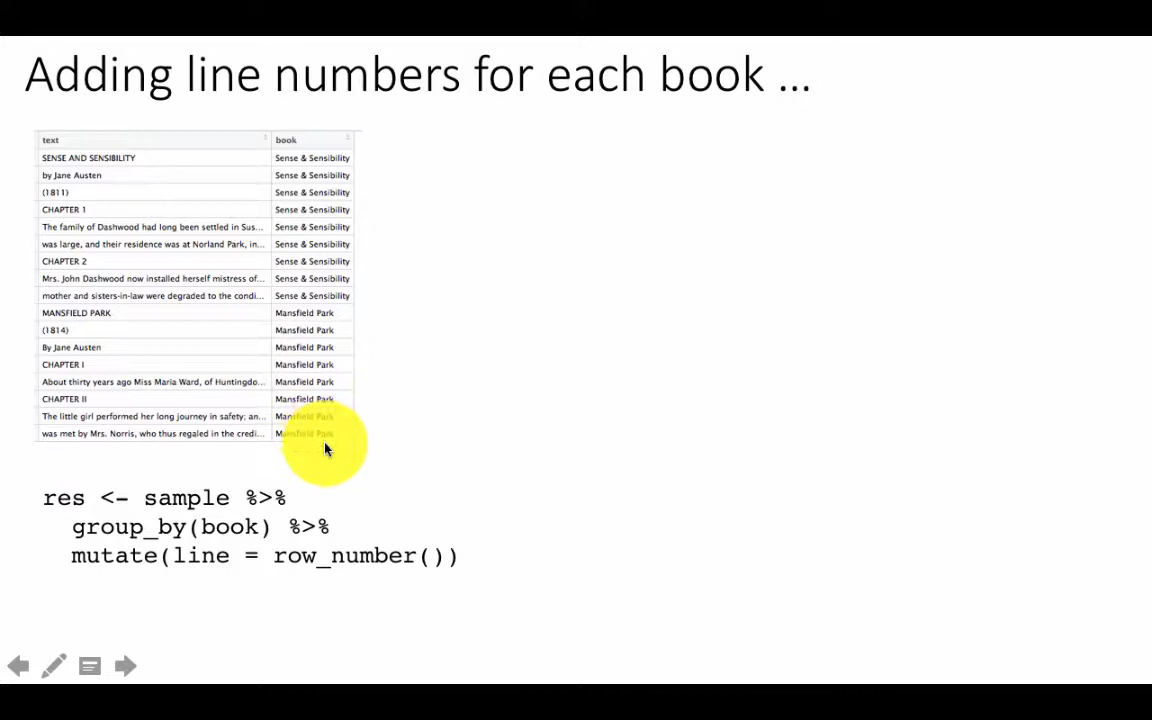 Adding line numbers for each book ...
text book
SENSE AND SENSIBILITY Sense & Sensibility
by Jane Austen Sense & Sensibility
(1811) Sense & Sensibility
CHAPTER 1 Sense & Sensibility
The family of Dashwood had long been settled in Sus... Sense & Sensibility
was large, and their residence was at Norland Park, in... Sense & Sensibility
CHAPTER 2 Sense & Sensibility
Mrs. John Dashwood now installed herself mistress of... Sense & Sensibility
mother and sisters-in-law were degraded to the condi... Sense & Sensibility
MANSFIELD PARK Mansfield Park
(1814) Mansfield Park
By Jane Austen Mansfield Park
CHAPTER I Mansfield Park
About thirty years ago Miss Maria Ward, of Huntingdo... Mansfield Park
CHAPTER II Mansfield Park
The little girl performed her long journey in safety; an... Mansfield Park
was met by Mrs. Norris, who thus regaled in the credi... Mansfield Park
res <- sample %>%
group_by(book) %>%
mutate(line = row_number())